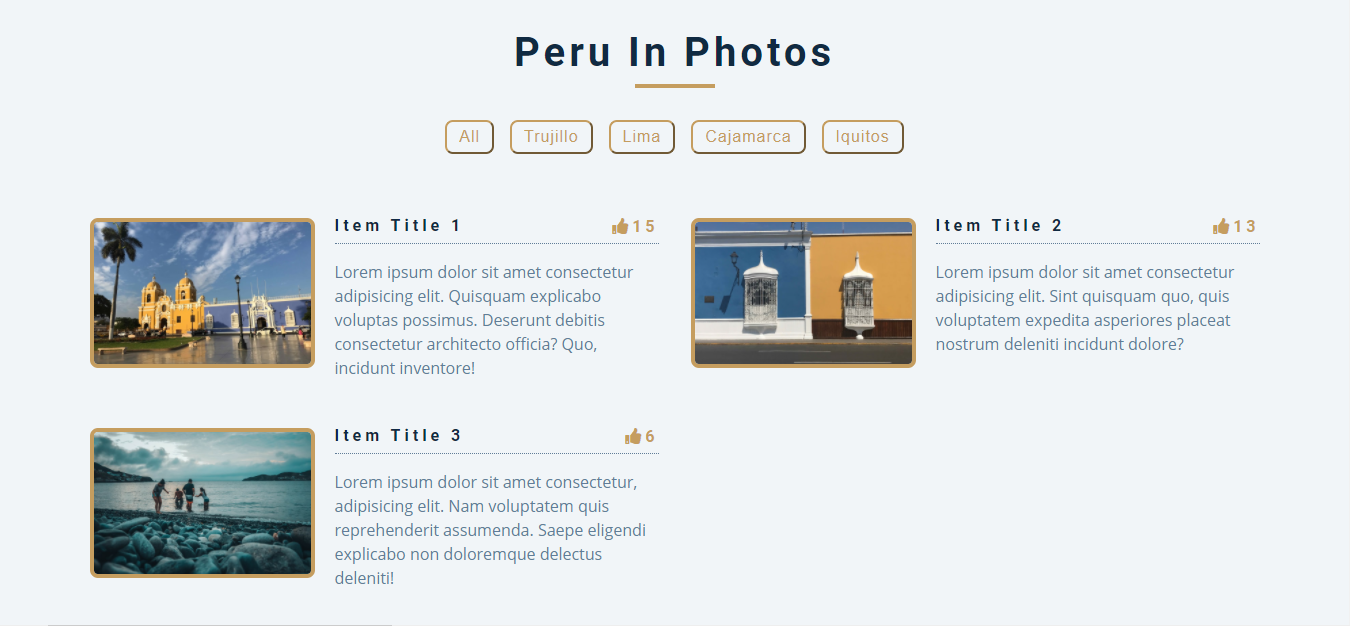 Peru In Photos
All Trujillo Lima Cajamarca Iquitos
Item Title 1 15
Lorem ipsum dolor sit amet consectetur
adipisicing elit. Quisquam explicabo
voluptas possimus. Deserunt debitis
consectetur architecto officia? Quo,
incidunt inventore!
Item Title 2 13
Lorem ipsum dolor sit amet consectetur
adipisicing elit. Sint quisquam quo, quis
voluptatem expedita asperiores placeat
nostrum deleniti incidunt dolore?
Item Title 3 6
Lorem ipsum dolor sit amet consectetur,
adipisicing elit. Nam voluptatem quis
reprehenderit assumenda. Saepe eligendi
explicabo non doloremque delectus
deleniti!